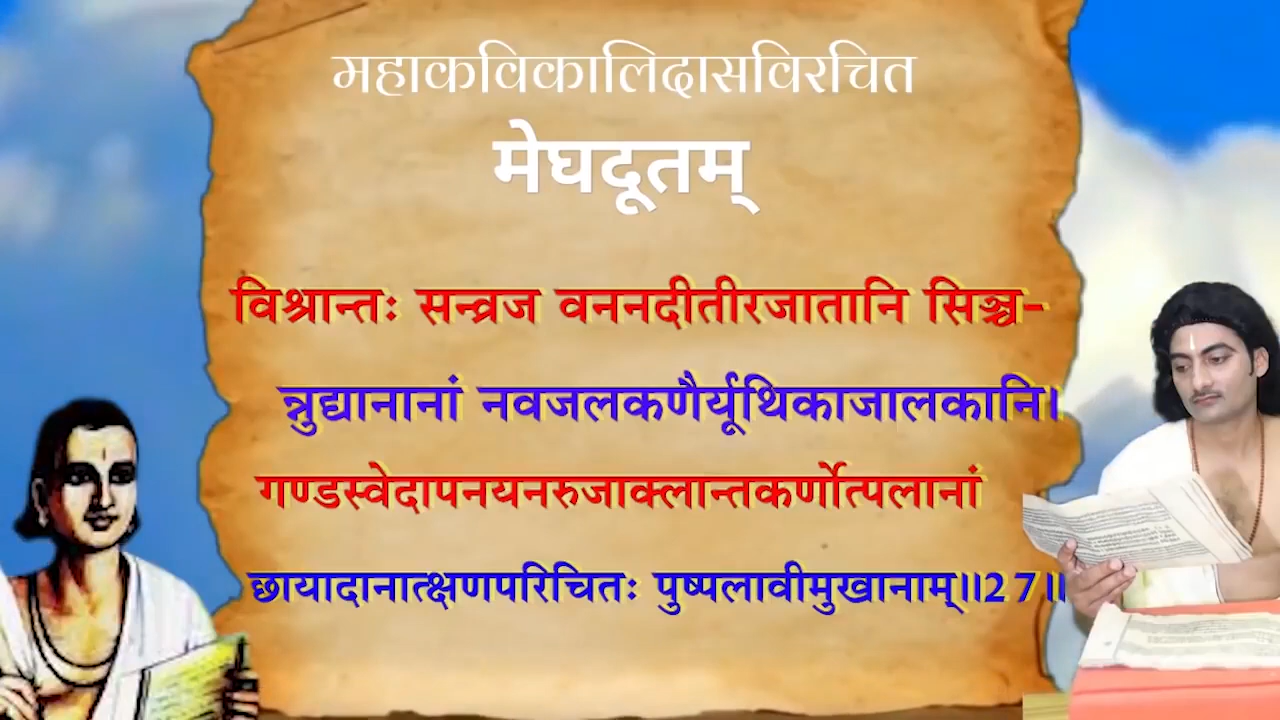 महाकविकालिदासविरचित
मेघदूतम्
विश्रान्तः सन्व्रज वननदीतीरजातानि सिञ्च-
न्नुद्यानानां नवजलकणैर्यूथिकाजालकानि।
गण्डस्वेदापनयनरुजाक्लान्तकर्णोत्पलानां
छायादानात्क्षणपरिचितः पुष्पलावीमुखानाम्॥27॥